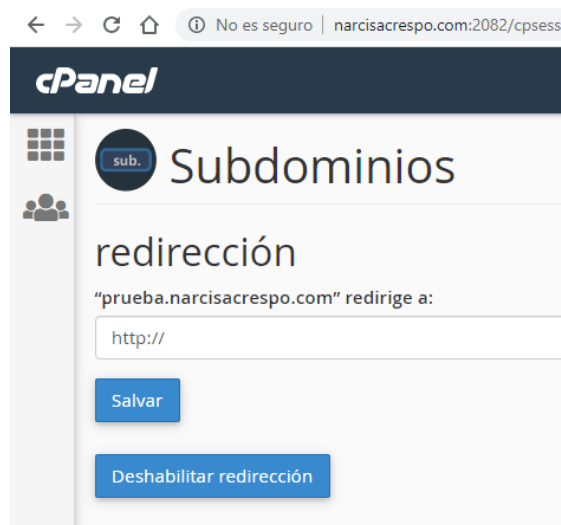 No es seguro | narcisacrespo.com:2082/cpsess
cPanel
sub.
Subdominios
redirección
“prueba.narcisacrespo.com” redirige a:
http://
Salvar
Deshabilitar redirección